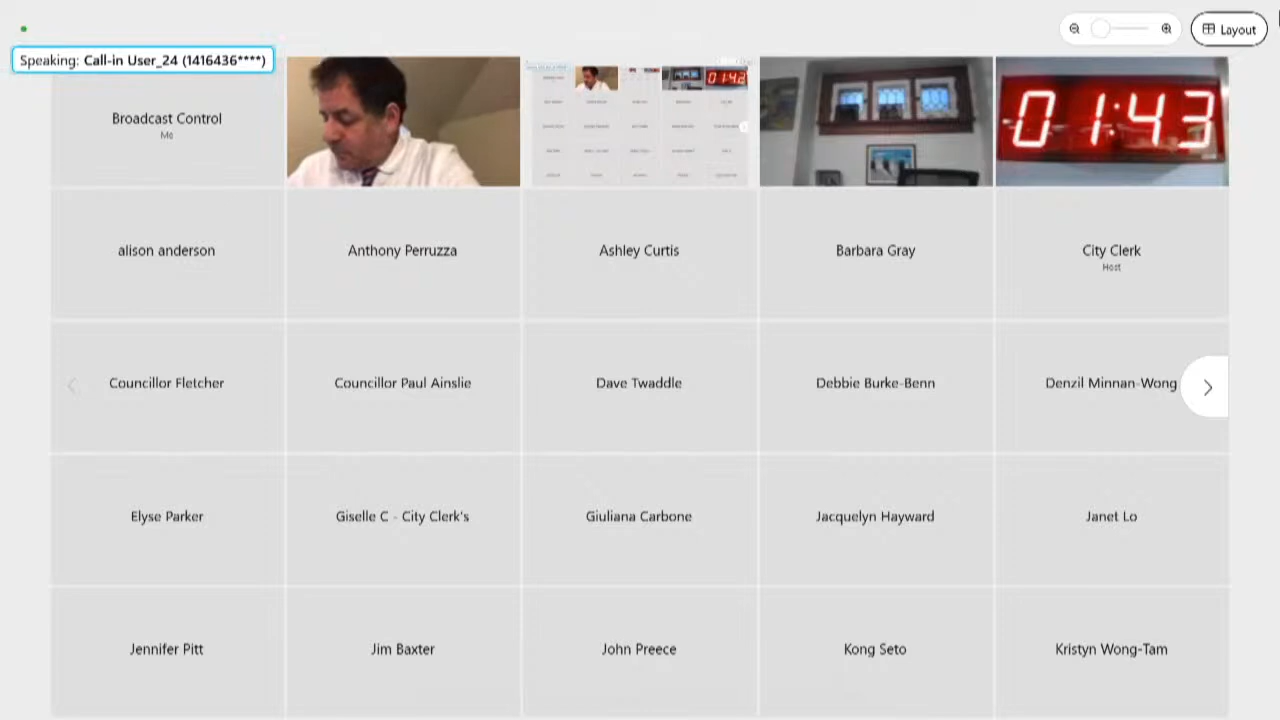 Layout
Speaking: Call-in User_24 (1416436****)
Broadcast Control
Me
01:42
01:43
alison anderson
Anthony Perruzza
Ashley Curtis
Barbara Gray
City Clerk
Host
Councillor Fletcher
Councillor Paul Ainslie
Dave Twaddle
Debbie Burke-Benn
Denzil Minnan-Wong
Elyse Parker
Giselle C - City Clerk's
Giuliana Carbone
Jacquelyn Hayward
Janet Lo
Jennifer Pitt
Jim Baxter
John Preece
Kong Seto
Kristyn Wong-Tam